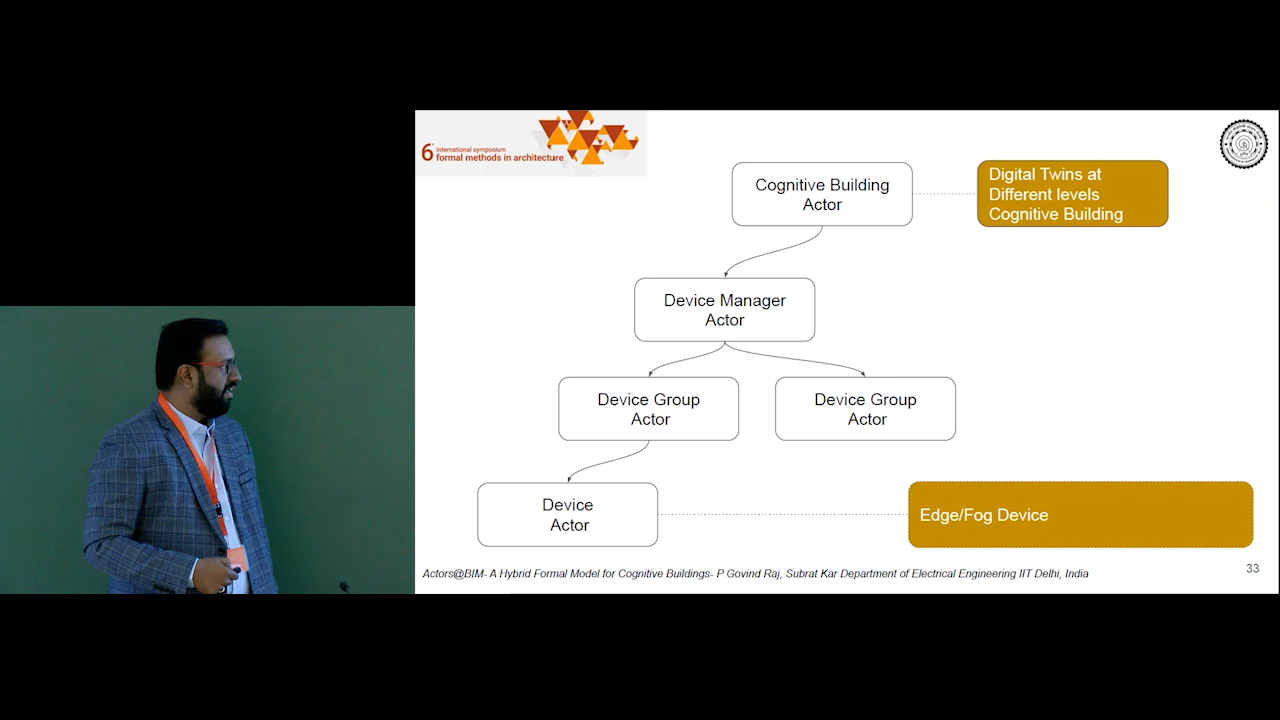 6th international symposium
formal methods in architecture
Cognitive Building
Actor
Digital Twins at
Different levels
Cognitive Building
Device Manager
Actor
Device Group
Actor
Device Group
Actor
Device
Actor
Edge/Fog Device
Actors@BIM- A Hybrid Formal Model for Cognitive Buildings- P Govind Raj, Subrat Kar Department of Electrical Engineering IIT Delhi, India
33